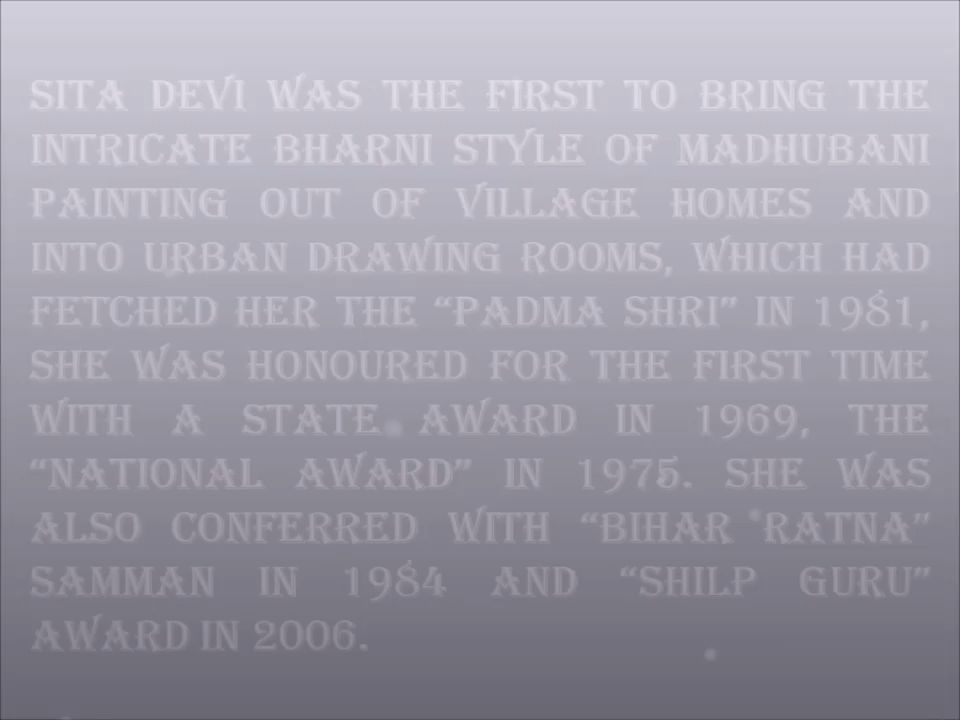 SITA DEVI WAS THE FIRST TO BRING THE
INTRICATE BHARNI STYLE OF MADHUBANI
PAINTING OUT OF VILLAGE HOMES AND
INTO URBAN DRAWING ROOMS, WHICH HAD
FETCHED HER THE “PADMA SHRI” IN 1981,
SHE WAS HONOURED FOR THE FIRST TIME
WITH A STATE AWARD IN 1969, THE
“NATIONAL AWARD” IN 1975. SHE WAS
ALSO CONFERRED WITH “BIHAR RATNA”
SAMMAN IN 1984 AND “SHILP GURU”
AWARD IN 2006.